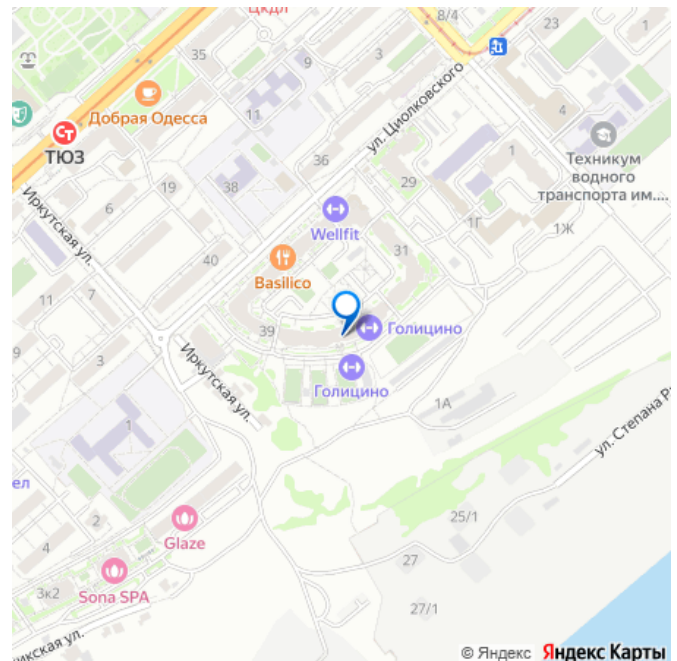 ЦКДЛ
8/4
23
1
35
9
3
Добрая Одесса
11
ул. Циолковского
4
Ст
ТЮЗ
36
1
Техникум
водного
транспорта им....
19
38
29
6
Иркутская ул.
Wellfit
1Г
1Ж
31
40
Basilico
11
7
39
Голицино
9
3
Иркутская ул.
Голицино
1А
1
ул. Степана Р
ел
2
25/1
Glaze
4
27
Sona SPA
3к2
27/1
икская ул.
© Яндекс Яндекс Карты